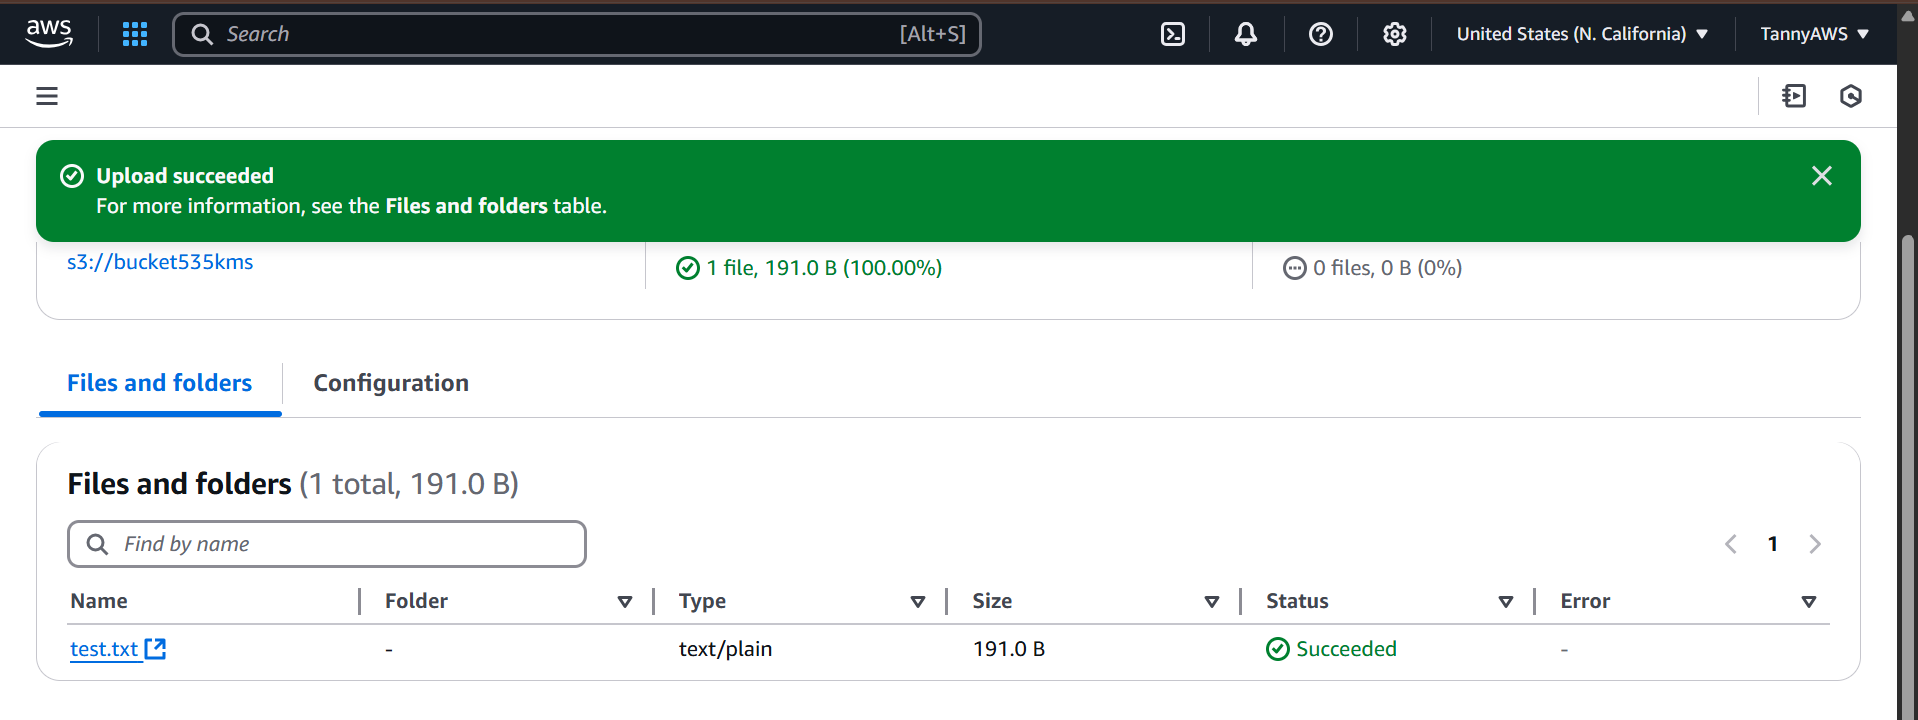 aws
Search [Alt+S]
United States (N. California)
TannyAWS
Upload succeeded
For more information, see the Files and folders table.
s3://bucket535kms
1 file, 191.0 B (100.00%)
0 files, 0 B (0%)
Files and folders
Configuration
Files and folders (1 total, 191.0 B)
Find by name
1
Name Folder Type Size Status Error
test.txt - text/plain 191.0 B Succeeded -